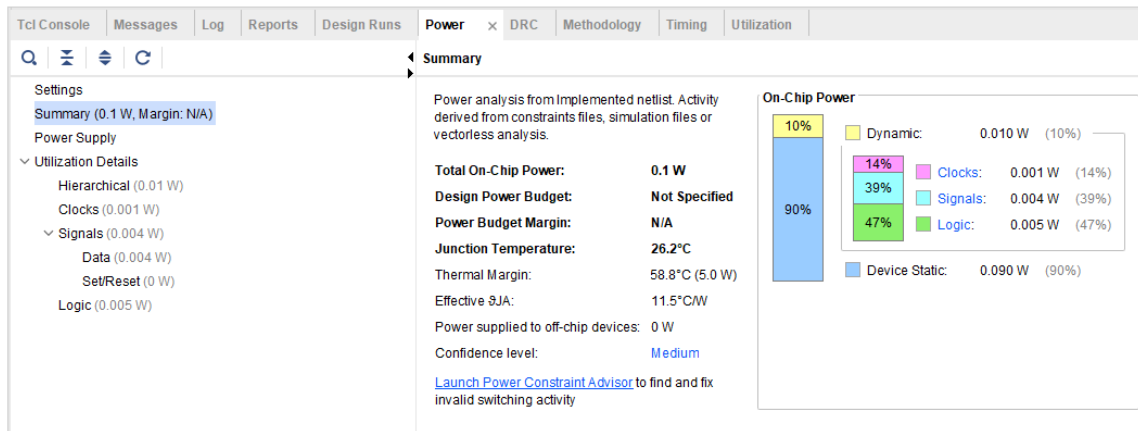 Tcl Console Messages Log Reports Design Runs Power × DRC Methodology Timing Utilization
Summary
Settings
Summary (0.1 W, Margin: N/A)
Power Supply
Utilization Details
Hierarchical (0.01 W)
Clocks (0.001 W)
Signals (0.004 W)
Data (0.004 W)
Set/Reset (0 W)
Logic (0.005 W)
Power analysis from Implemented netlist. Activity
derived from constraints files, simulation files or
vectorless analysis.
Total On-Chip Power: 0.1 W
Design Power Budget: Not Specified
Power Budget Margin: N/A
Junction Temperature: 26.2°C
Thermal Margin: 58.8°C (5.0 W)
Effective ϑJA: 11.5°C/W
Power supplied to off-chip devices: 0 W
Confidence level: Medium
Launch Power Constraint Advisor to find and fix
invalid switching activity
On-Chip Power
10%
90%
Dynamic: 0.010 W (10%)
14%
39%
47%
Clocks: 0.001 W (14%)
Signals: 0.004 W (39%)
Logic: 0.005 W (47%)
Device Static: 0.090 W (90%)